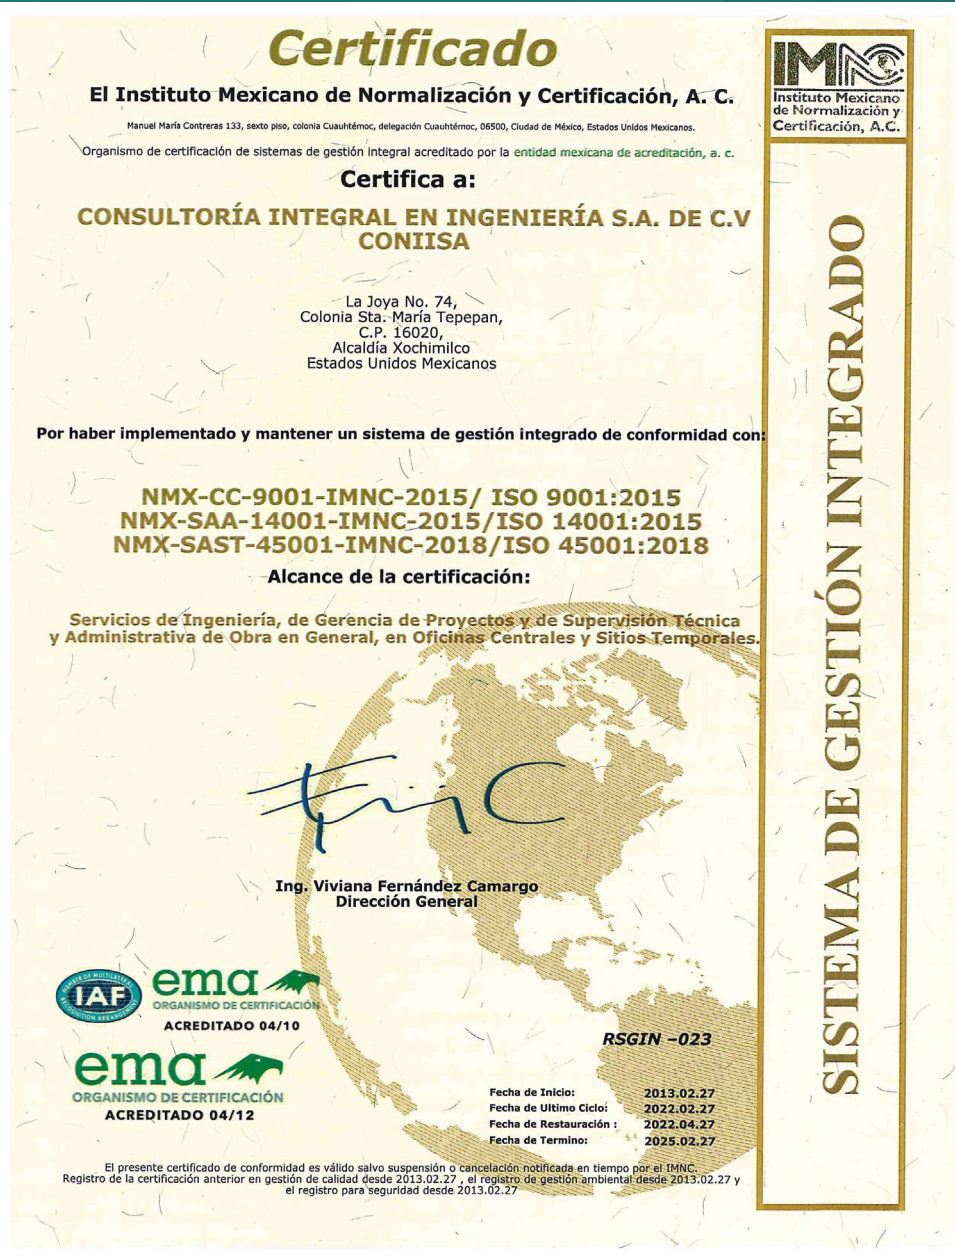 Certificado
El Instituto Mexicano de Normalización y Certificación, A. C.
Manuel María Contreras 133, sexto piso, colonia Cuauhtémoc, delegación Cuauhtémoc, 06500, Ciudad de México, Estados Unidos Mexicanos.
Organismo de certificación de sistemas de gestión integral acreditado por la entidad mexicana de acreditación, a. c.
Certifica a:
CONSULTORÍA INTEGRAL EN INGENIERÍA S.A. DE C.V
CONIISA
La Joya No. 74,
Colonia Sta. María Tepepan,
C.P. 16020,
Alcaldía Xochimilco
Estados Unidos Mexicanos
Por haber implementado y mantener un sistema de gestión integrado de conformidad con:
NMX-CC-9001-IMNC-2015/ ISO 9001:2015
NMX-SAA-14001-IMNC-2015/ISO 14001:2015
NMX-SAST-45001-IMNC-2018/ISO 45001:2018
Alcance de la certificación:
Servicios de Ingeniería, de Gerencia de Proyectos y de Supervisión Técnica
y Administrativa de Obra en General, en Oficinas Centrales y Sitios Temporales.
Ing. Viviana Fernández Camargo
Dirección General
MEMBER OF MULTILATERAL
IAF
RECOGNITION ARRANGEMENT
ema
ORGANISMO DE CERTIFICACIÓN
ACREDITADO 04/10
ema
ORGANISMO DE CERTIFICACIÓN
ACREDITADO 04/12
RSGIN -023
Fecha de Inicio: 2013.02.27
Fecha de Ultimo Ciclo: 2022.02.27
Fecha de Restauración : 2022.04.27
Fecha de Termino: 2025.02.27
El presente certificado de conformidad es válido salvo suspensión o cancelación notificada en tiempo por el IMNC.
Registro de la certificación anterior en gestión de calidad desde 2013.02.27 , el registro de gestión ambiental desde 2013.02.27 y
el registro para seguridad desde 2013.02.27
IMNC
Instituto Mexicano
de Normalización y
Certificación, A.C.
SISTEMA DE GESTIÓN INTEGRADO